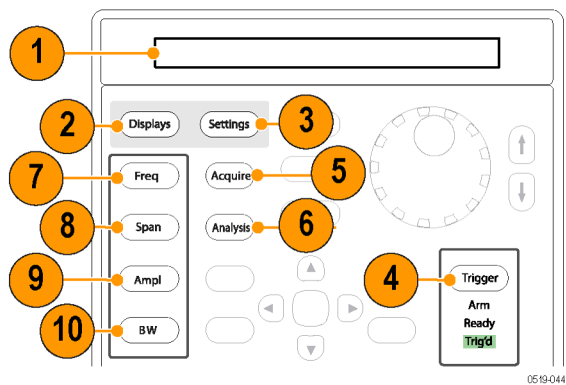 1
2
Displays
Settings
3
7
Freq
Acquire
5
8
Span
Analysis
6
9
Ampl
4
Trigger
Arm
Ready
Trig'd
10
BW
0519-044